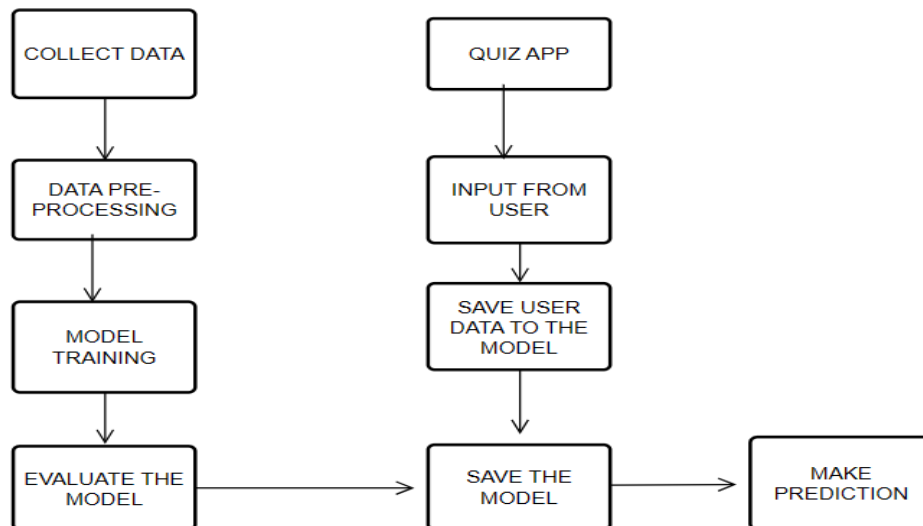 COLLECT DATA
QUIZ APP
DATA PRE-
PROCESSING
INPUT FROM
USER
MODEL
TRAINING
SAVE USER
DATA TO THE
MODEL
EVALUATE THE
MODEL
SAVE THE
MODEL
MAKE
PREDICTION